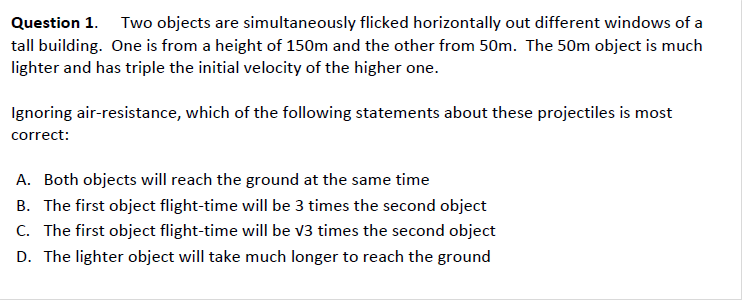 Question 1. Two objects are simultaneously flicked horizontally out different windows of a
tall building. One is from a height of 150m and the other from 50m. The 50m object is much
lighter and has triple the initial velocity of the higher one.
Ignoring air-resistance, which of the following statements about these projectiles is most
correct:
A. Both objects will reach the ground at the same time
B. The first object flight-time will be 3 times the second object
C. The first object flight-time will be √3 times the second object
D. The lighter object will take much longer to reach the ground